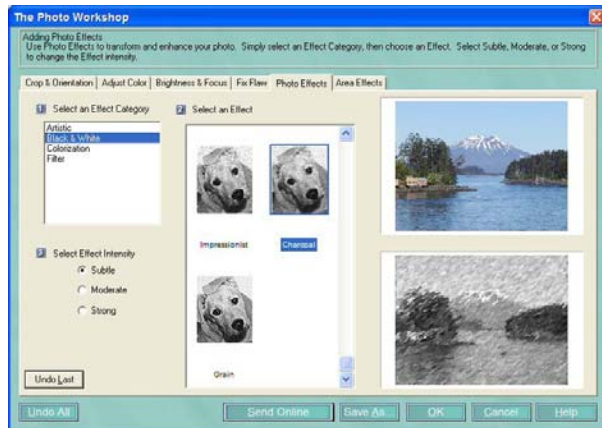 The Photo Workshop
Adding Photo Effects
Use Photo Effects to transform and enhance your photo. Simply select an Effect Category, then choose an Effect. Select Subtle, Moderate, or Strong
to change the Effect intensity.
Crop & Orientation Adjust Color Brightness & Focus Fix Flaw Photo Effects Area Effects
1 Select an Effect Category
Artistic
Black & White
Colorization
Filter
2 Select an Effect
Impressionist Charcoal
Grain
3 Select Effect Intensity
Subtle
Moderate
Strong
Undo Last
Undo All Send Online Save As... OK Cancel Help